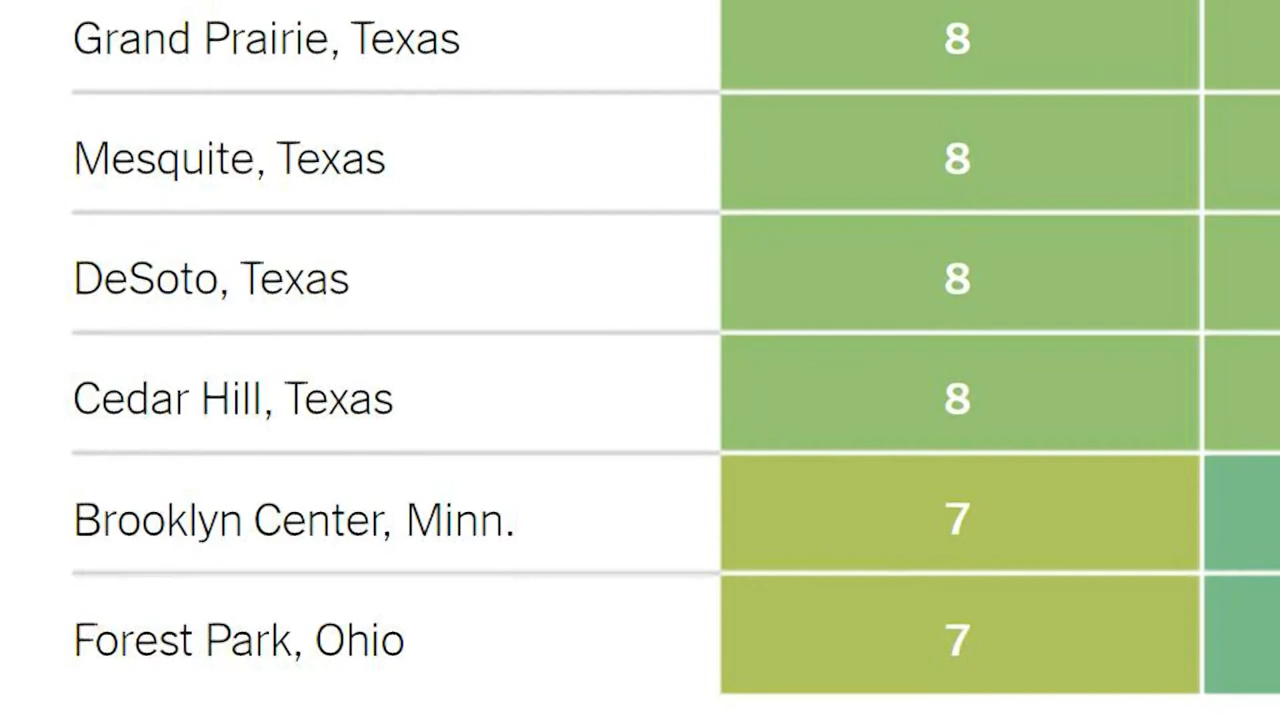 Grand Prairie, Texas 8
Mesquite, Texas 8
DeSoto, Texas 8
Cedar Hill, Texas 8
Brooklyn Center, Minn. 7
Forest Park, Ohio 7